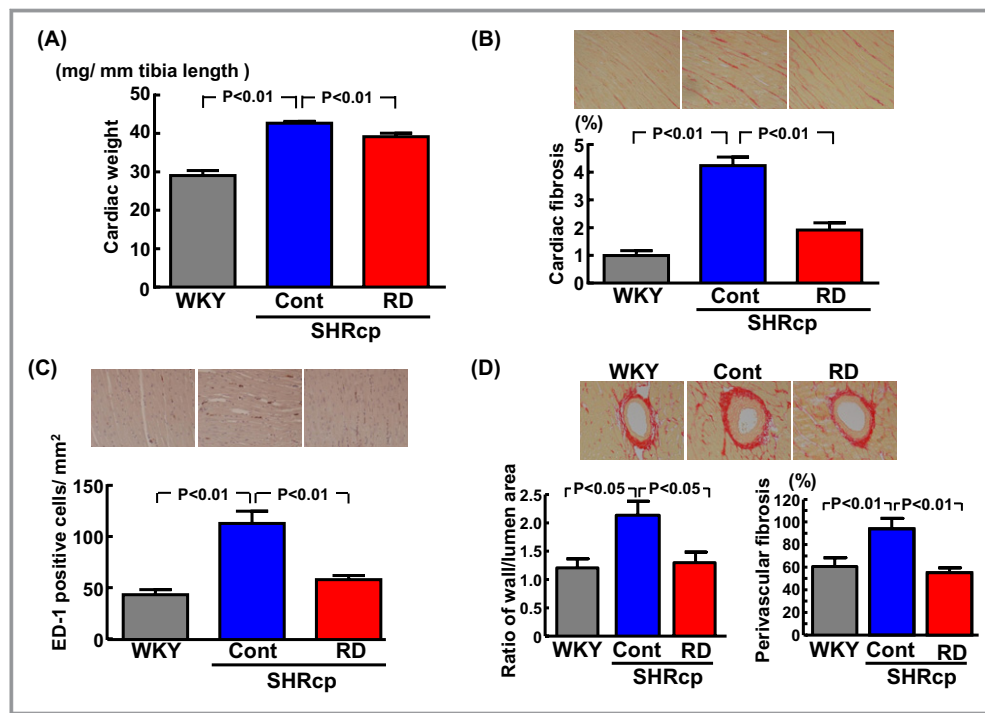 (A)
(mg/ mm tibia length )
Cardiac weight
50
40
30
20
10
0
P<0.01 P<0.01
WKY Cont RD
SHRcp
(B)
(%)
Cardiac fibrosis
5
4
3
2
1
0
P<0.01 P<0.01
WKY Cont RD
SHRcp
(C)
ED-1 positive cells/ mm²
150
100
50
0
P<0.01 P<0.01
WKY Cont RD
SHRcp
(D)
WKY Cont RD
Ratio of wall/lumen area
2.5
2.0
1.5
1.0
0.5
0
P<0.05 P<0.05
WKY Cont RD
SHRcp
(%)
Perivascular fibrosis
120
100
80
60
40
20
0
P<0.01 P<0.01
WKY Cont RD
SHRcp